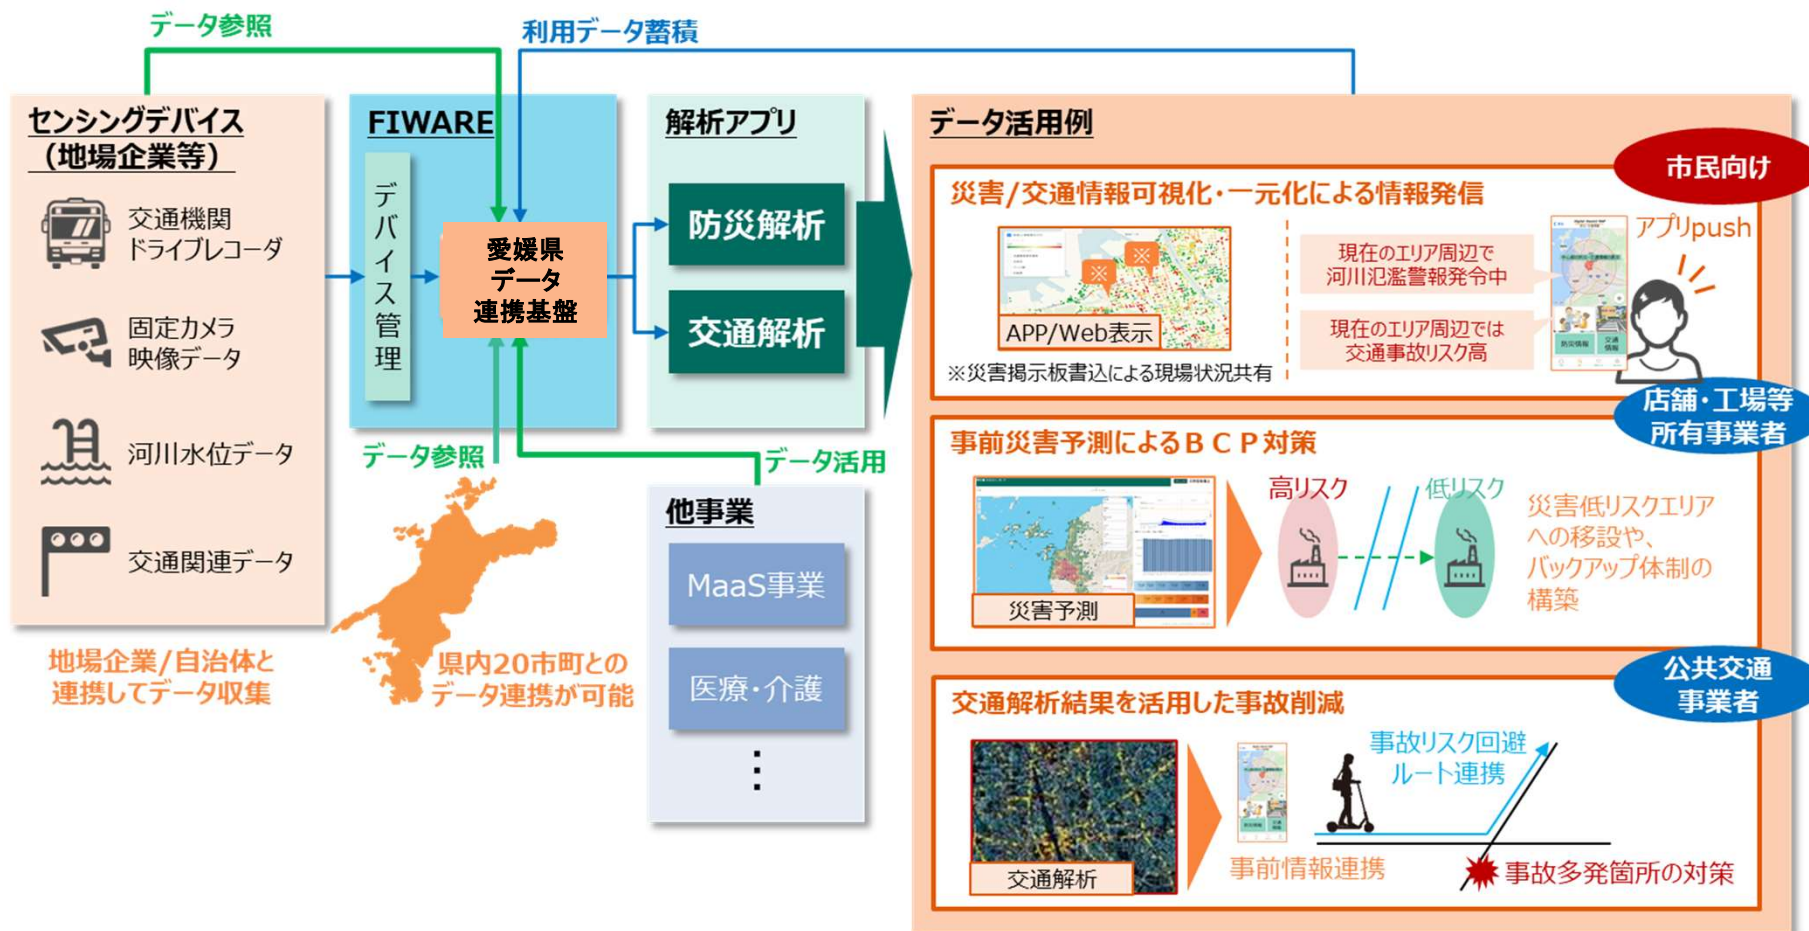 データ参照
利用データ蓄積
センシングデバイス
（地場企業等）
交通機関
ドライブレコーダ
固定カメラ
映像データ
河川水位データ
交通関連データ
地場企業/自治体と
連携してデータ収集
FIWARE
デバイス管理
愛媛県
データ
連携基盤
データ参照
県内20市町との
データ連携が可能
解析アプリ
防災解析
交通解析
データ活用
他事業
MaaS事業
医療・介護
データ活用例
市民向け
災害/交通情報可視化・一元化による情報発信
※
※
APP/Web表示
※災害掲示板書込による現場状況共有
現在のエリア周辺で
河川氾濫警報発令中
現在のエリア周辺では
交通事故リスク高
防災情報
交通
情報
アプリpush
店舗・工場等
所有事業者
事前災害予測によるＢＣＰ対策
災害予測
高リスク
低リスク
災害低リスクエリア
への移設や、
バックアップ体制の
構築
公共交通
事業者
交通解析結果を活用した事故削減
交通解析
事前情報連携
事故リスク回避
ルート連携
事故多発箇所の対策